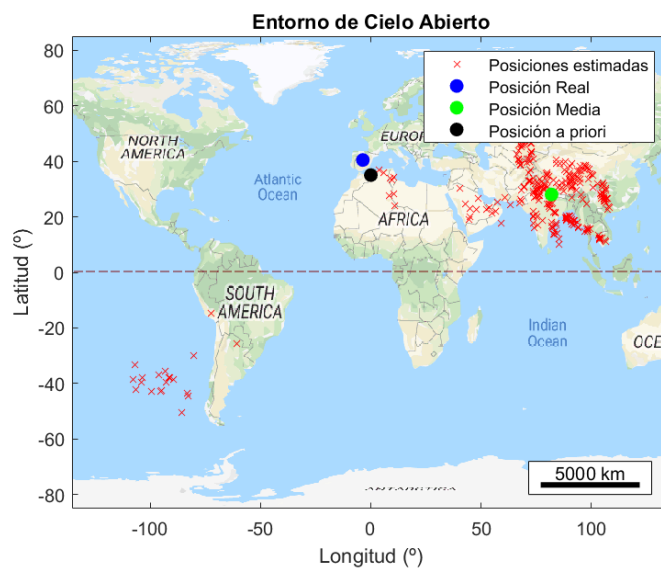 Entorno de Cielo Abierto
Posiciones estimadas
Posición Real
Posición Media
Posición a priori
80
60
40
20
0
-20
-40
-60
-80
Latitud (º)
NORTH
AMERICA
EUROP
Atlantic
Ocean
AFRICA
SOUTH
AMERICA
Indian
Ocean
OCE
ANTARCTICA
5000 km
-100
-50
0
50
100
Longitud (º)